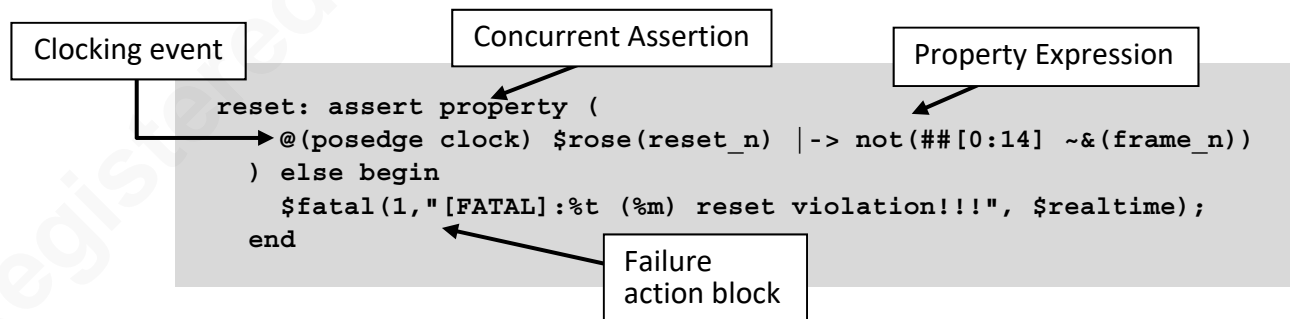 Clocking event
Concurrent Assertion
Property Expression
reset: assert property (
@(posedge clock) $rose(reset_n) |-> not(##[0:14] ~&(frame_n))
) else begin
$fatal(1,"[FATAL]:%t (%m) reset violation!!!", $realtime);
end
Failure
action block